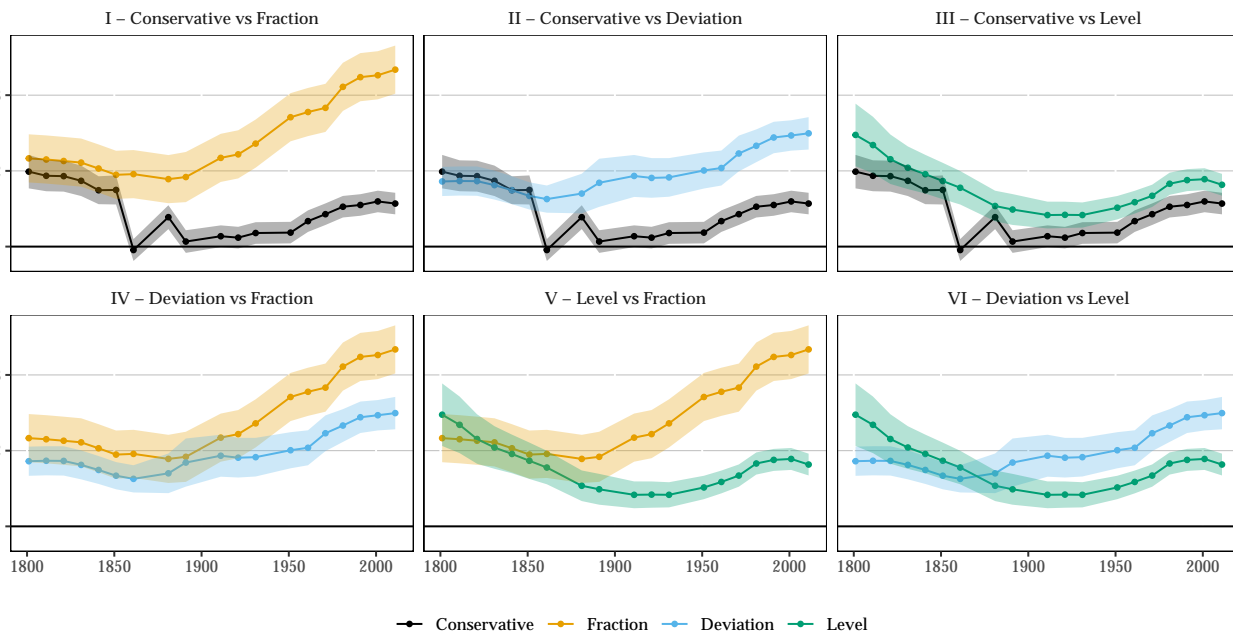 I – Conservative vs Fraction
II – Conservative vs Deviation
III – Conservative vs Level
IV – Deviation vs Fraction
V – Level vs Fraction
VI – Deviation vs Level
1800 1850 1900 1950 2000
1800 1850 1900 1950 2000
1800 1850 1900 1950 2000
Conservative Fraction Deviation Level